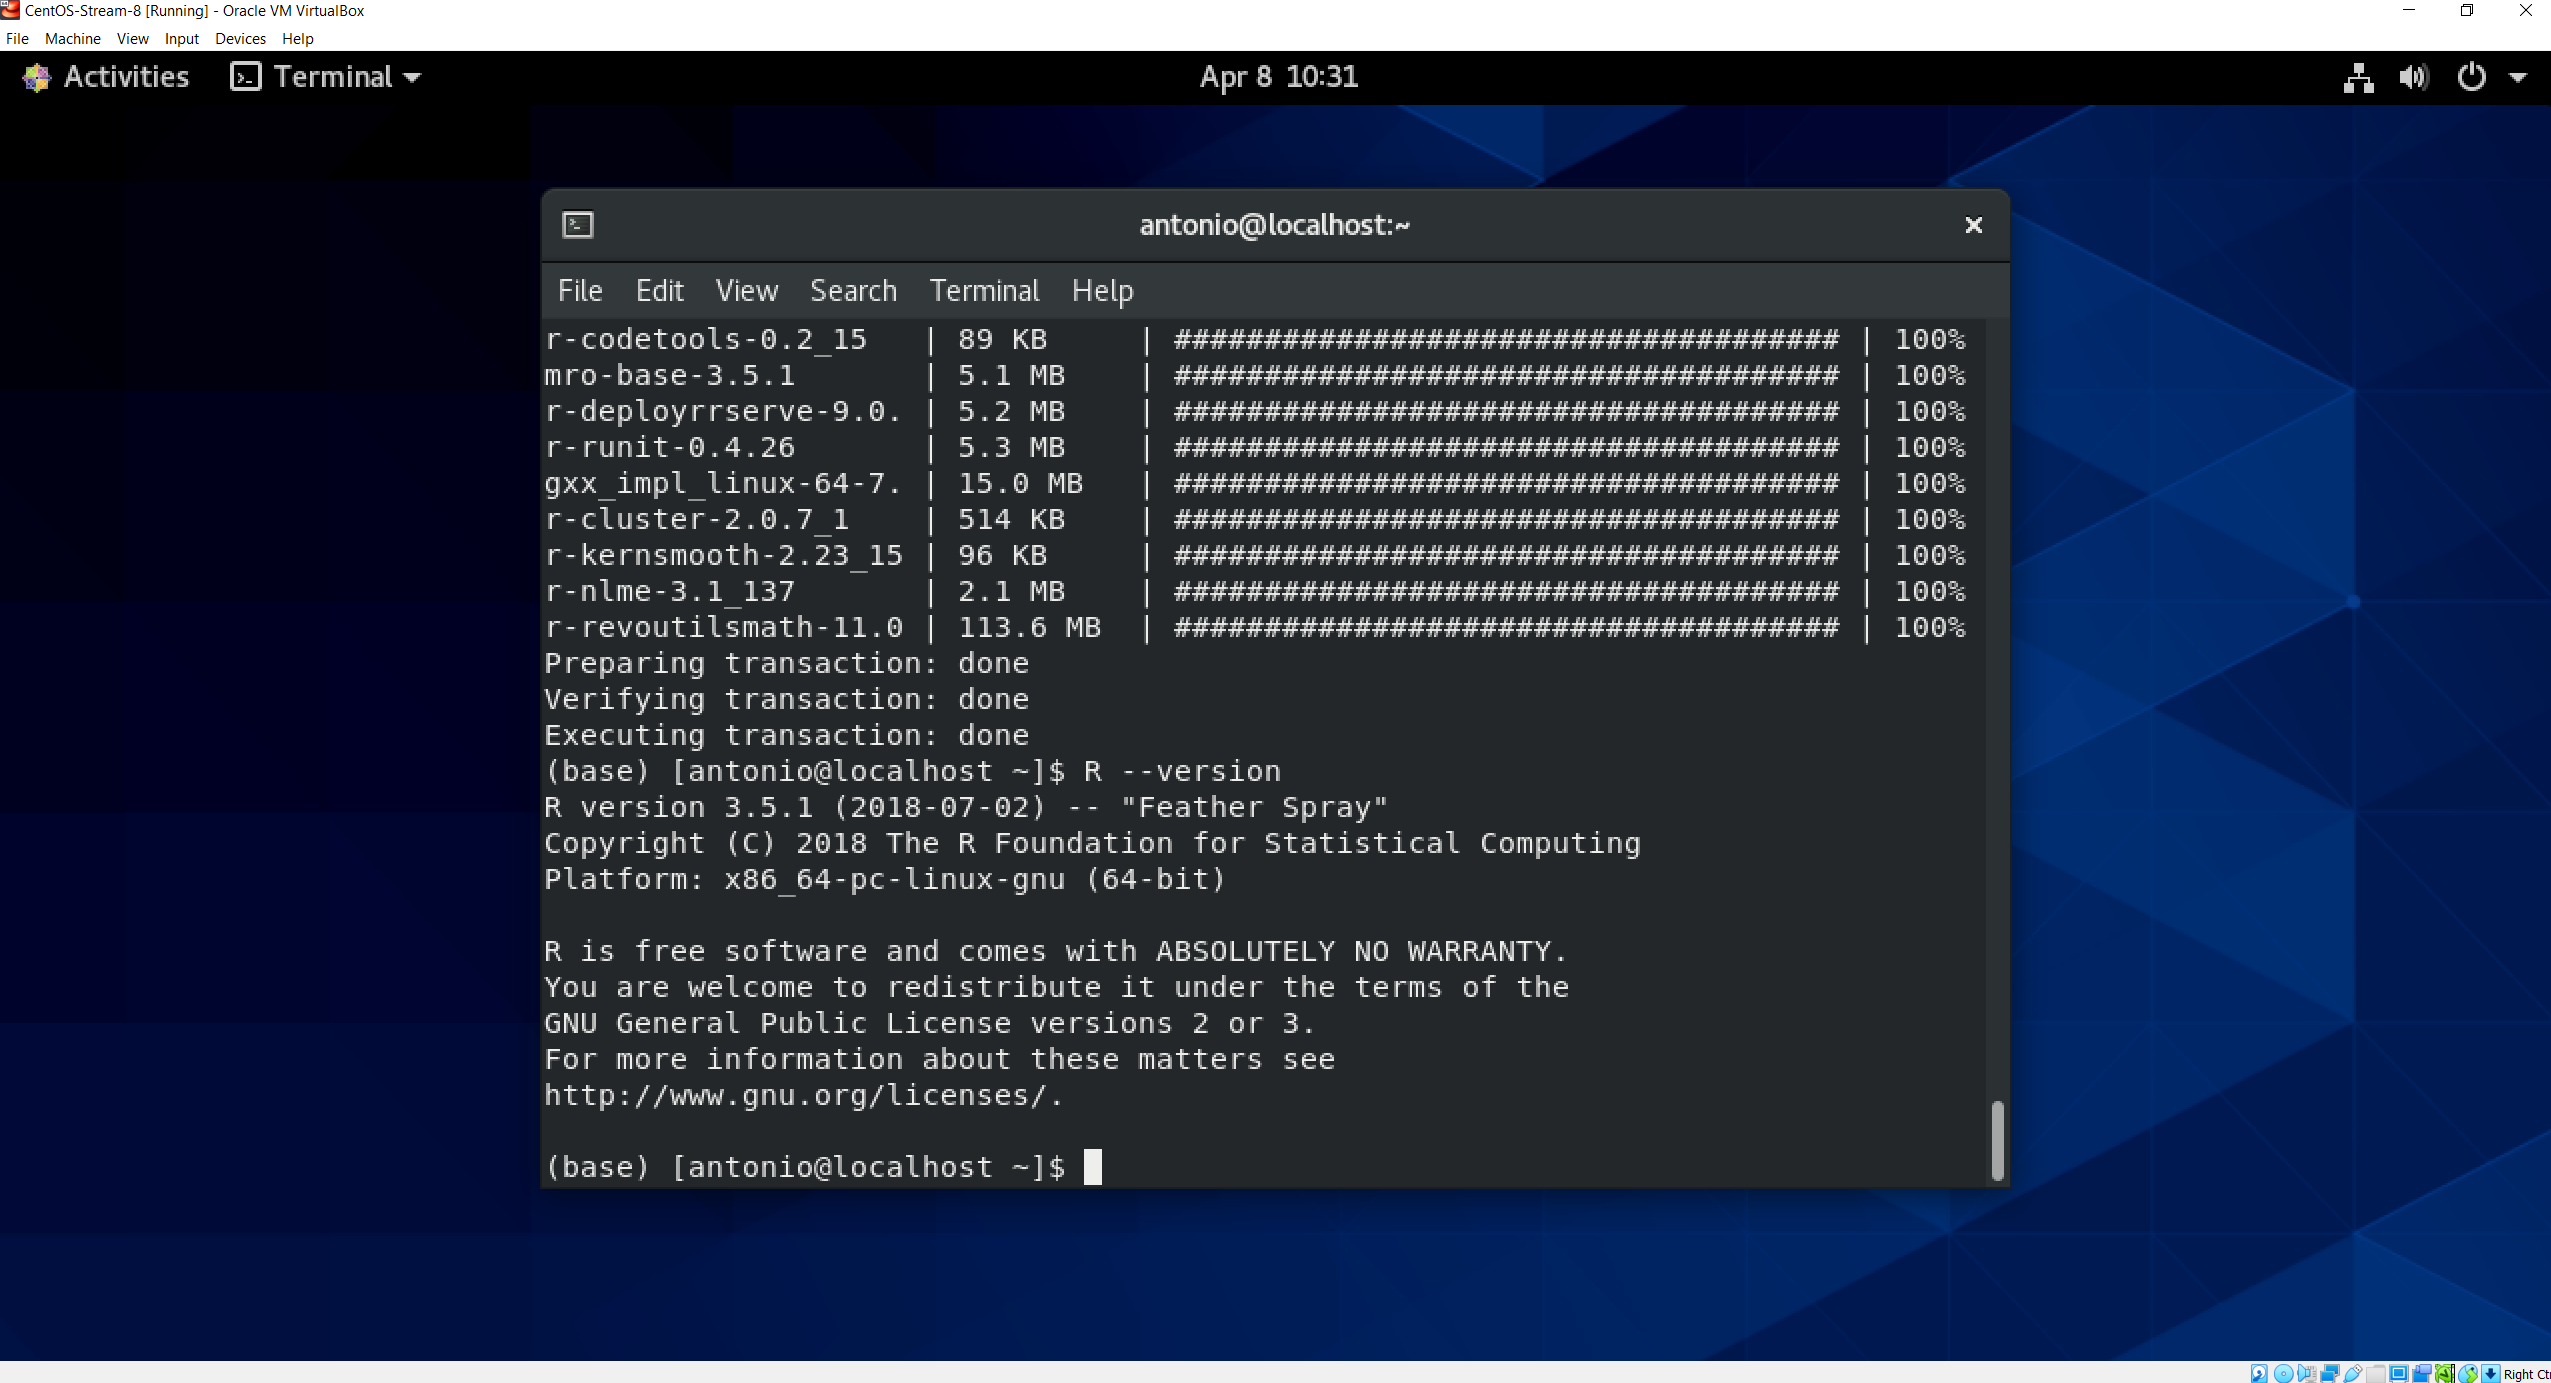 CentOS-Stream-8 [Running] - Oracle VM VirtualBox
File Machine View Input Devices Help
Activities Terminal Apr 8 10:31
antonio@localhost:~
File Edit View Search Terminal Help
r-codetools-0.2_15 | 89 KB | ##################################### | 100%
mro-base-3.5.1 | 5.1 MB | ##################################### | 100%
r-deployrrserve-9.0. | 5.2 MB | ##################################### | 100%
r-runit-0.4.26 | 5.3 MB | ##################################### | 100%
gxx_impl_linux-64-7. | 15.0 MB | ##################################### | 100%
r-cluster-2.0.7_1 | 514 KB | ##################################### | 100%
r-kernsmooth-2.23_15 | 96 KB | ##################################### | 100%
r-nlme-3.1_137 | 2.1 MB | ##################################### | 100%
r-revoutilsmath-11.0 | 113.6 MB | ##################################### | 100%
Preparing transaction: done
Verifying transaction: done
Executing transaction: done
(base) [antonio@localhost ~]$ R --version
R version 3.5.1 (2018-07-02) -- "Feather Spray"
Copyright (C) 2018 The R Foundation for Statistical Computing
Platform: x86_64-pc-linux-gnu (64-bit)
R is free software and comes with ABSOLUTELY NO WARRANTY.
You are welcome to redistribute it under the terms of the
GNU General Public License versions 2 or 3.
For more information about these matters see
http://www.gnu.org/licenses/.
(base) [antonio@localhost ~]$
Right Ct